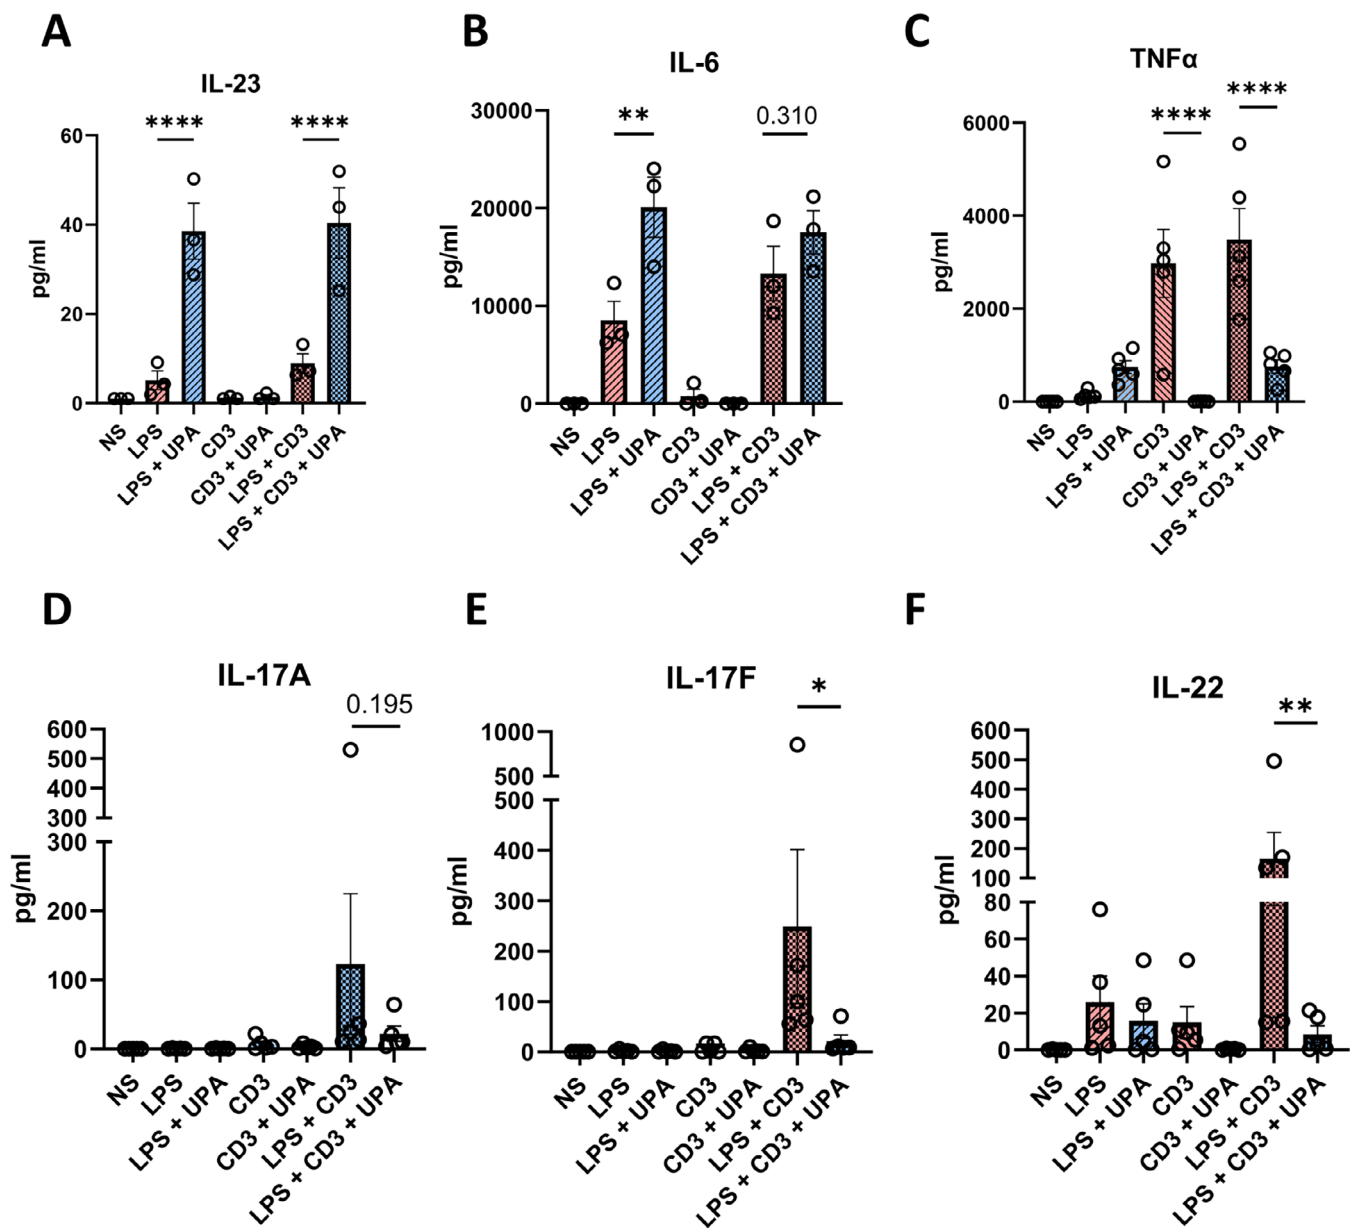 A
IL-23
****
****
pg/ml
60
40
20
0
NS
LPS
LPS + UPA
CD3
CD3 + UPA
LPS + CD3
LPS + CD3 + UPA
B
IL-6
**
0.310
pg/ml
30000
20000
10000
0
NS
LPS
LPS + UPA
CD3
CD3 + UPA
LPS + CD3
LPS + CD3 + UPA
C
TNFα
****
****
pg/ml
6000
4000
2000
0
NS
LPS
LPS + UPA
CD3
CD3 + UPA
LPS + CD3
LPS + CD3 + UPA
D
IL-17A
0.195
pg/ml
600
500
400
300
300
200
100
0
NS
LPS
LPS + UPA
CD3
CD3 + UPA
LPS + CD3
LPS + CD3 + UPA
E
IL-17F
*
pg/ml
1000
500
500
400
300
200
100
0
NS
LPS
LPS + UPA
CD3
CD3 + UPA
LPS + CD3
LPS + CD3 + UPA
F
IL-22
**
pg/ml
600
500
400
300
200
100
80
60
40
20
0
NS
LPS
LPS + UPA
CD3
CD3 + UPA
LPS + CD3
LPS + CD3 + UPA